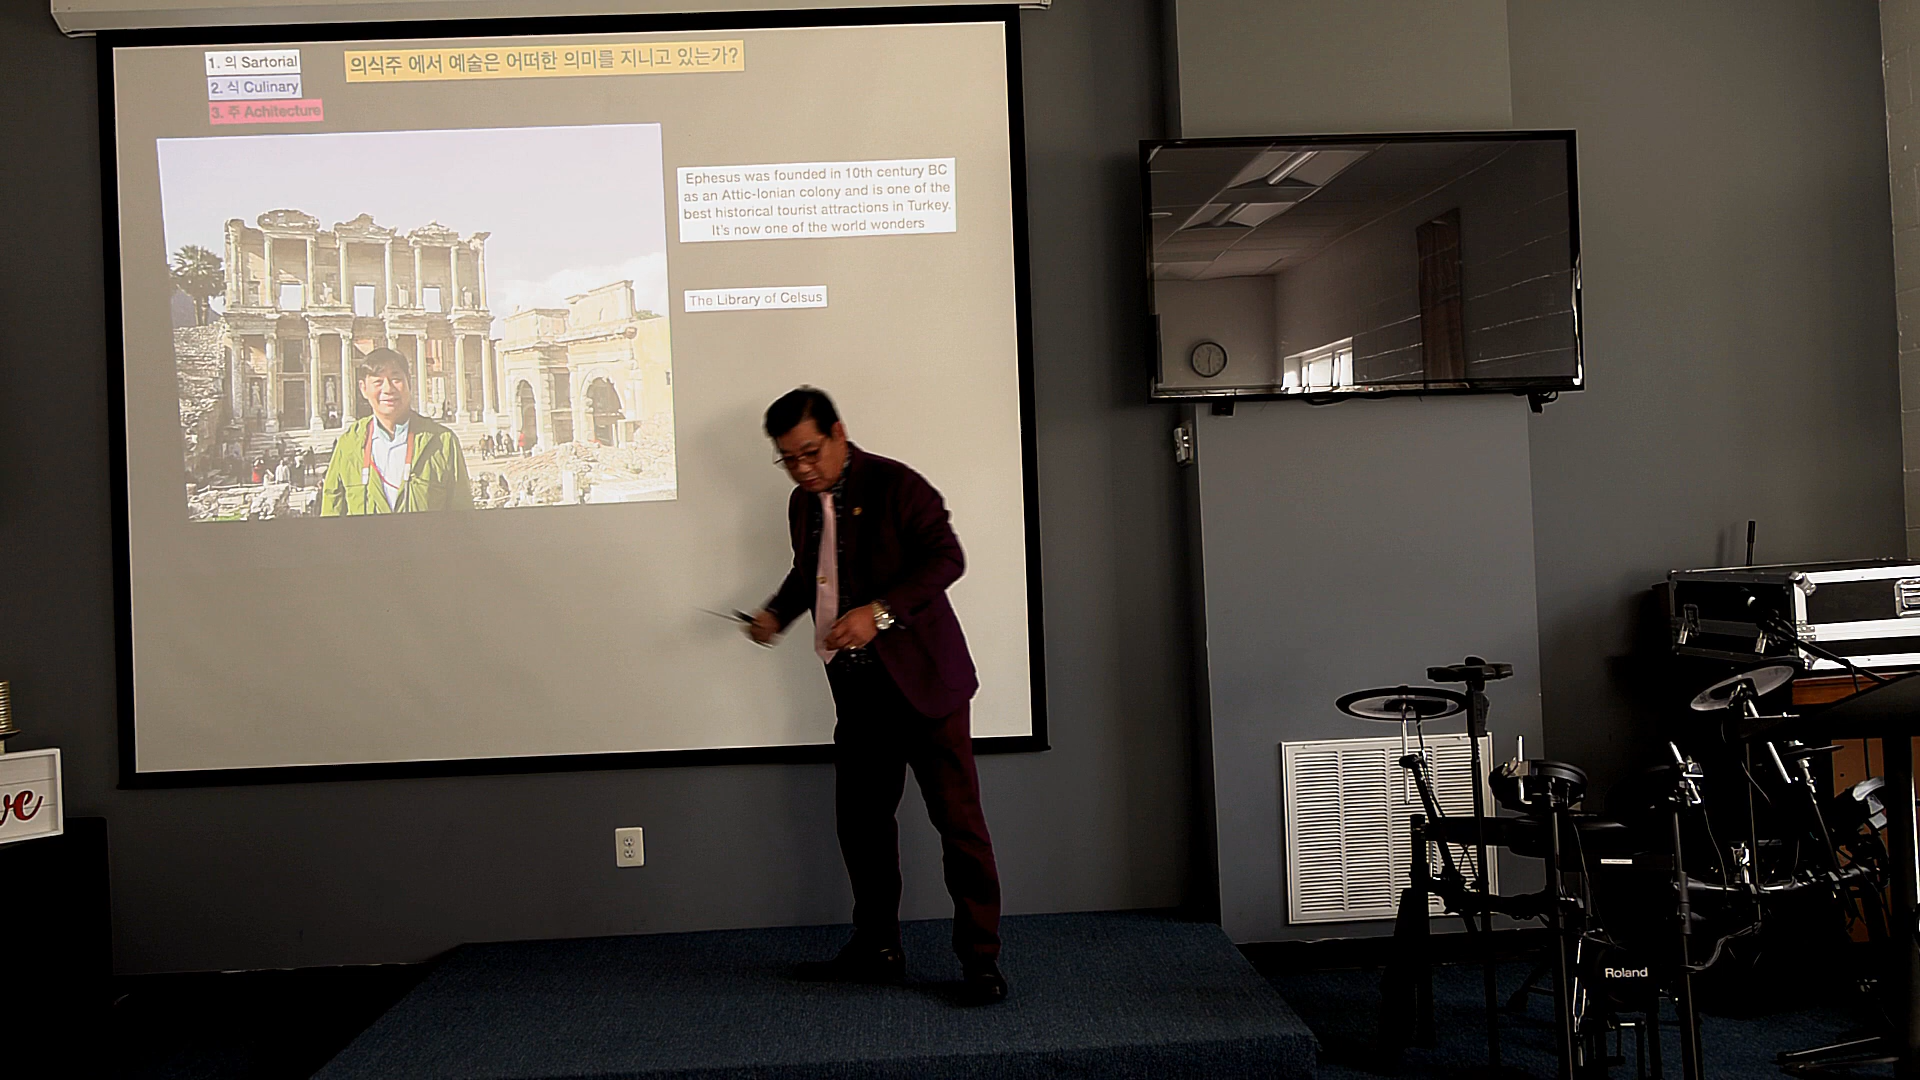 1. 의 Sartorial
2. 식 Culinary
3. 주 Achitecture
의식주 에서 예술은 어떠한 의미를 지니고 있는가?
Ephesus was founded in 10th century BC
as an Attic-Ionian colony and is one of the
best historical tourist attractions in Turkey.
It's now one of the world wonders
The Library of Celsus
ve
Roland